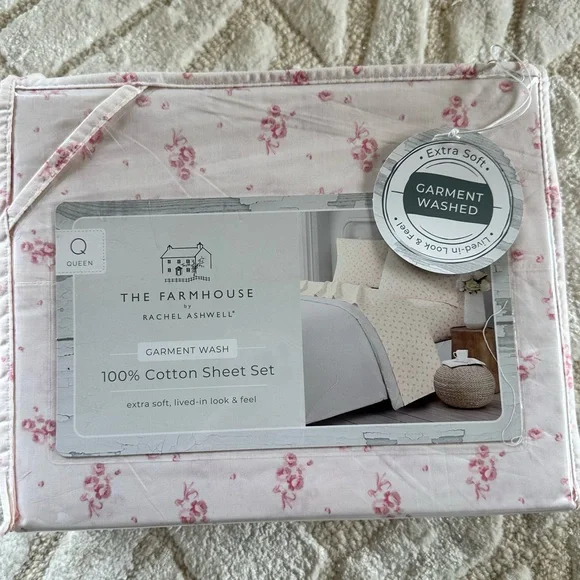 Q
QUEEN
THE FARMHOUSE
by
RACHEL ASHWELL®
GARMENT WASH
100% Cotton Sheet Set
extra soft, lived-in look & feel
• Extra Soft •
GARMENT
WASHED
Lived-in Look & Feel